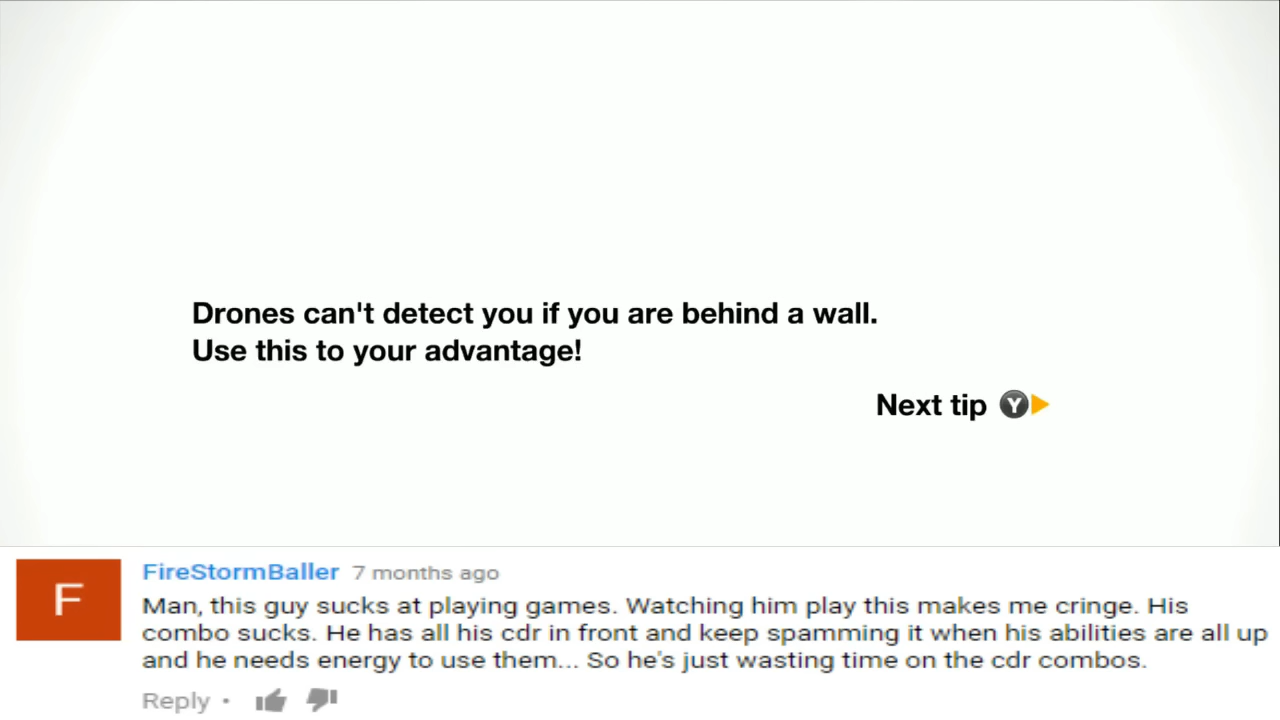 Drones can't detect you if you are behind a wall.
Use this to your advantage!
Next tip Y
F
FireStormBaller 7 months ago
Man, this guy sucks at playing games. Watching him play this makes me cringe. His
combo sucks. He has all his cdr in front and keep spamming it when his abilities are all up
and he needs energy to use them... So he's just wasting time on the cdr combos.
Reply •